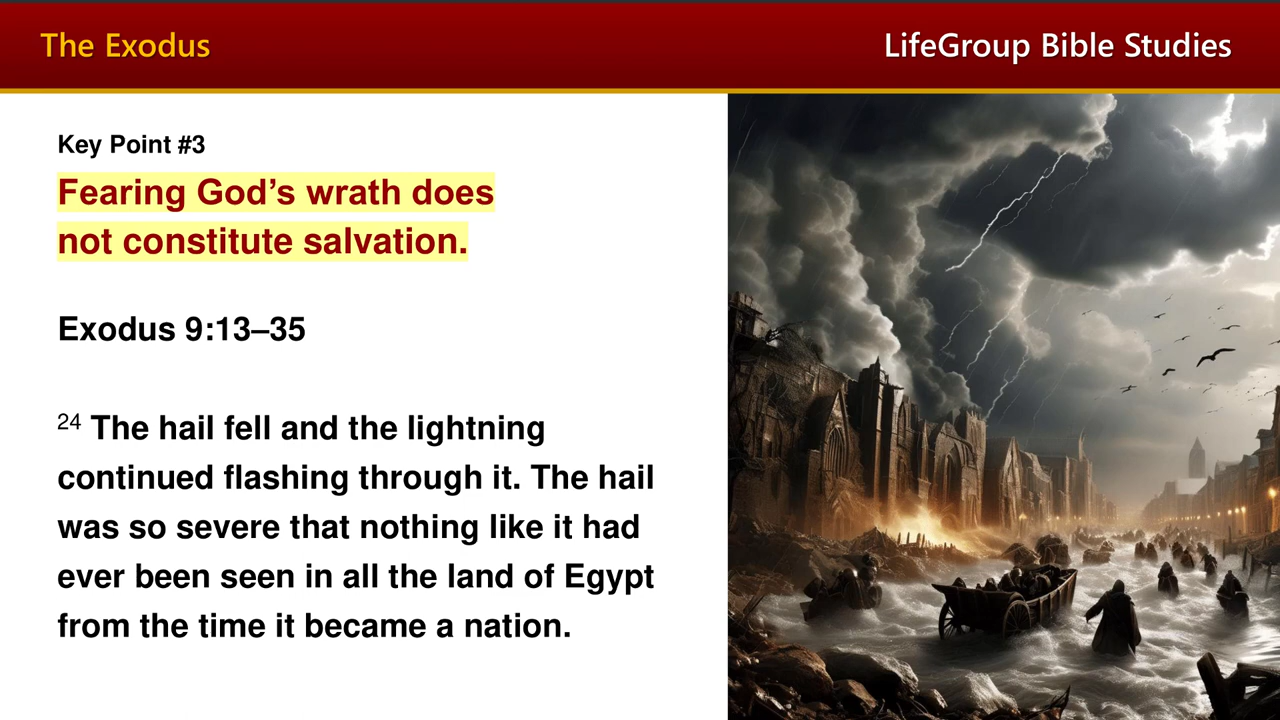 The Exodus
LifeGroup Bible Studies
Key Point #3
Fearing God’s wrath does
not constitute salvation.
Exodus 9:13–35
24 The hail fell and the lightning
continued flashing through it. The hail
was so severe that nothing like it had
ever been seen in all the land of Egypt
from the time it became a nation.